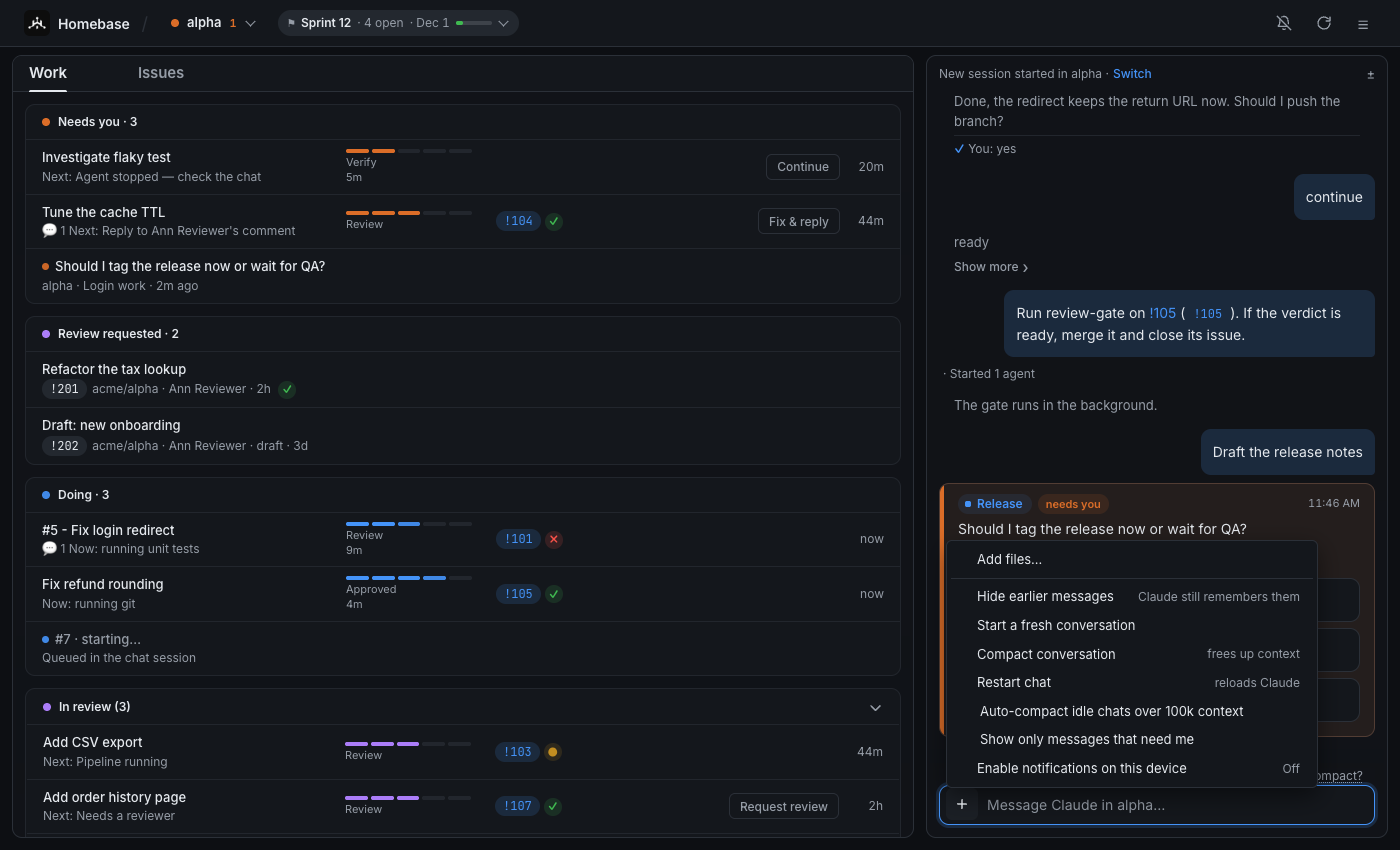 Homebase / alpha 1 Sprint 12 · 4 open · Dec 1
Work Issues
Needs you · 3
Investigate flaky test
Next: Agent stopped — check the chat
Verify
5m
Continue 20m
Tune the cache TTL
💬 1 Next: Reply to Ann Reviewer's comment
Review
!104
Fix & reply 44m
Should I tag the release now or wait for QA?
alpha · Login work · 2m ago
Review requested · 2
Refactor the tax lookup
!201 acme/alpha · Ann Reviewer · 2h
Draft: new onboarding
!202 acme/alpha · Ann Reviewer · draft · 3d
Doing · 3
#5 - Fix login redirect
💬 1 Now: running unit tests
Review
9m
!101
now
Fix refund rounding
Now: running git
Approved
4m
!105
now
#7 · starting...
Queued in the chat session
In review (3)
Add CSV export
Next: Pipeline running
Review
!103
44m
Add order history page
Next: Needs a reviewer
Review
!107
Request review 2h
New session started in alpha · Switch
Done, the redirect keeps the return URL now. Should I push the
branch?
✓ You: yes
continue
ready
Show more ›
Run review-gate on !105 ( !105 ). If the verdict is
ready, merge it and close its issue.
· Started 1 agent
The gate runs in the background.
Draft the release notes
Release needs you 11:46 AM
Should I tag the release now or wait for QA?
Add files...
Hide earlier messages Claude still remembers them
Start a fresh conversation
Compact conversation frees up context
Restart chat reloads Claude
Auto-compact idle chats over 100k context
Show only messages that need me
Enable notifications on this device Off
ompact?
+ Message Claude in alpha...